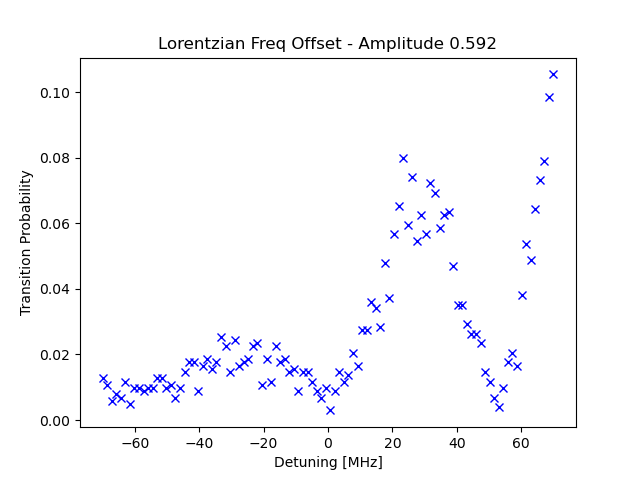 Lorentzian Freq Offset - Amplitude 0.592
Transition Probability
0.10
0.08
0.06
0.04
0.02
0.00
−60 −40 −20 0 20 40 60
Detuning [MHz]